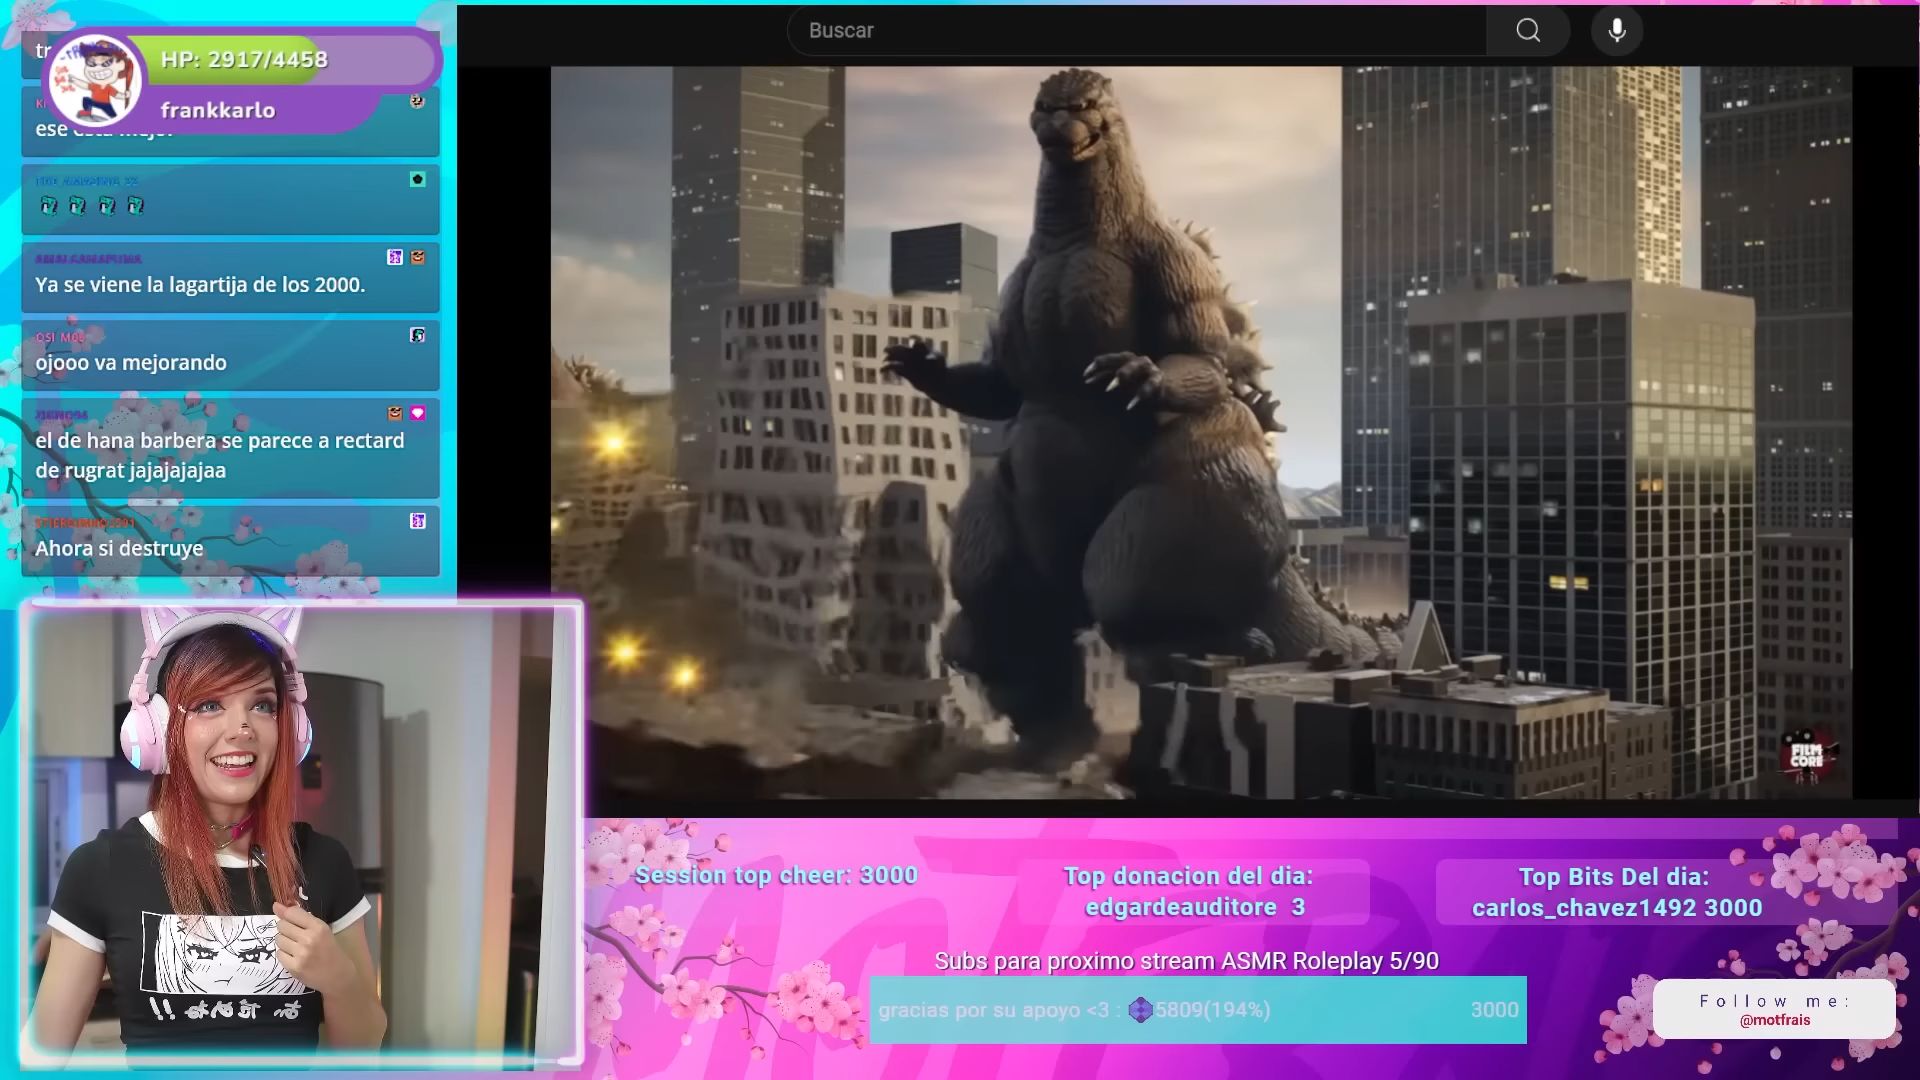 HP: 2917/4458
frankkarlo
ese
Ya se viene la lagartija de los 2000.
OSI M
ojooo va mejorando
el de hana barbera se parece a rectard
de rugrat jajajajajaa
Ahora si destruye
Buscar
FILM
CORE
Session top cheer: 3000
Top donacion del dia:
edgardeauditore 3
Top Bits Del dia:
carlos_chavez1492 3000
Subs para proximo stream ASMR Roleplay 5/90
gracias por su apoyo <3 : 5809(194%)
3000
Follow me:
@motfrais